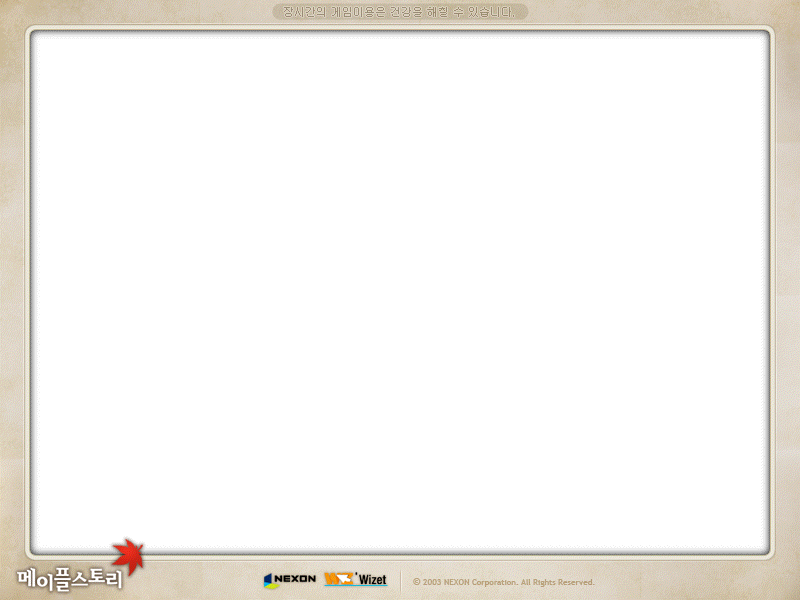 장시간의 게임이용은 건강을 해칠 수 있습니다
메이플스토리
NEXON
Wizet
© 2003 NEXON Corporation. All Rights Reserved.